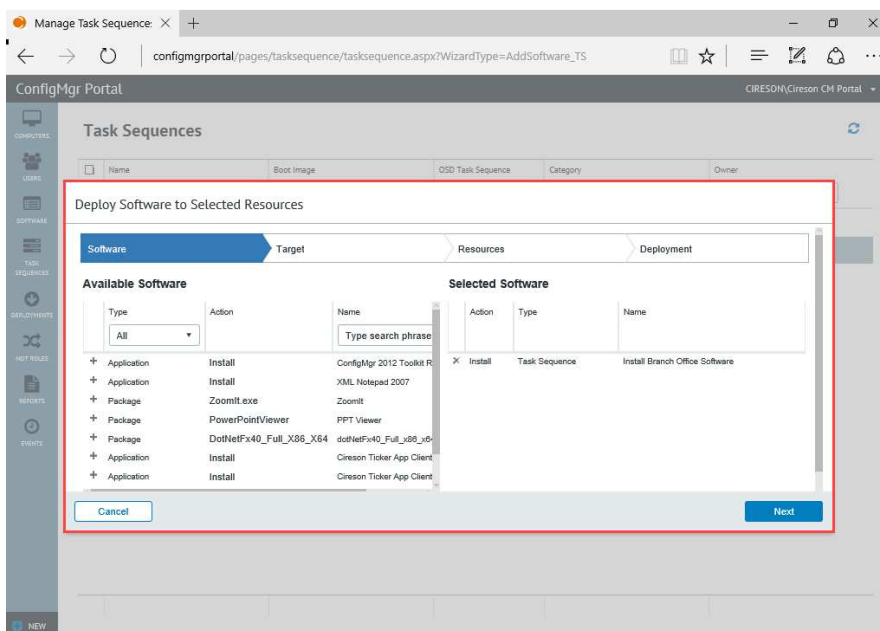 Manage Task Sequence:
configmgrportal/pages/tasksequence/tasksequence.aspx?WizardType=AddSoftware_TS
ConfigMgr Portal
CIRESON\Cireson CM Portal
COMPUTERS
USERS
SOFTWARE
TASK
SEQUENCES
DEPLOYMENTS
MGT ROLES
REPORTS
EVENTS
NEW
Task Sequences
Name Boot Image OSD Task Sequence Category Owner
Deploy Software to Selected Resources
Software Target Resources Deployment
Available Software
Type Action Name
All Type search phrase
+ Application Install ConfigMgr 2012 Toolkit R
+ Application Install XML Notepad 2007
+ Package ZoomIt.exe ZoomIt
+ Package PowerPointViewer PPT Viewer
+ Package DotNetFx40_Full_X86_X64 dotNetFx40_Full_x86_x64
+ Application Install Cireson Ticker App Client
+ Application Install Cireson Ticker App Client
Selected Software
Action Type Name
× Install Task Sequence Install Branch Office Software
Cancel
Next